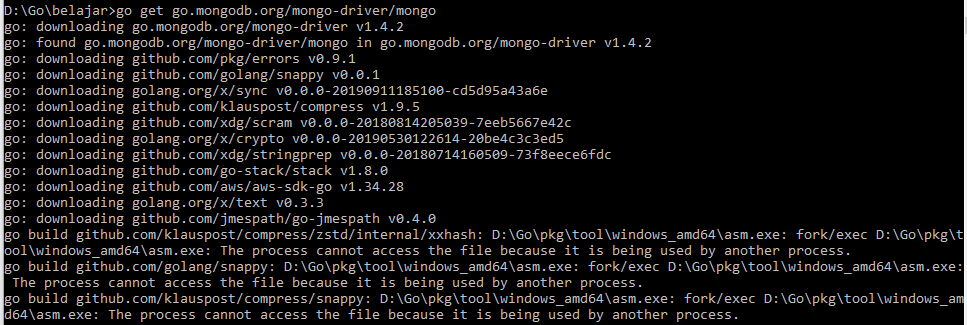 D:\Go\belajar>go get go.mongodb.org/mongo-driver/mongo
go: downloading go.mongodb.org/mongo-driver v1.4.2
go: found go.mongodb.org/mongo-driver/mongo in go.mongodb.org/mongo-driver v1.4.2
go: downloading github.com/pkg/errors v0.9.1
go: downloading github.com/golang/snappy v0.0.1
go: downloading golang.org/x/sync v0.0.0-20190911185100-cd5d95a43a6e
go: downloading github.com/klauspost/compress v1.9.5
go: downloading github.com/xdg/scram v0.0.0-20180814205039-7eeb5667e42c
go: downloading golang.org/x/crypto v0.0.0-20190530122614-20be4c3c3ed5
go: downloading github.com/xdg/stringprep v0.0.0-20180714160509-73f8eece6fdc
go: downloading github.com/go-stack/stack v1.8.0
go: downloading github.com/aws/aws-sdk-go v1.34.28
go: downloading golang.org/x/text v0.3.3
go: downloading github.com/jmespath/go-jmespath v0.4.0
go build github.com/klauspost/compress/zstd/internal/xxhash: D:\Go\pkg\tool\windows_amd64\asm.exe: fork/exec D:\Go\pkg\t
ool\windows_amd64\asm.exe: The process cannot access the file because it is being used by another process.
go build github.com/golang/snappy: D:\Go\pkg\tool\windows_amd64\asm.exe: fork/exec D:\Go\pkg\tool\windows_amd64\asm.exe:
 The process cannot access the file because it is being used by another process.
go build github.com/klauspost/compress/snappy: D:\Go\pkg\tool\windows_amd64\asm.exe: fork/exec D:\Go\pkg\tool\windows_am
d64\asm.exe: The process cannot access the file because it is being used by another process.